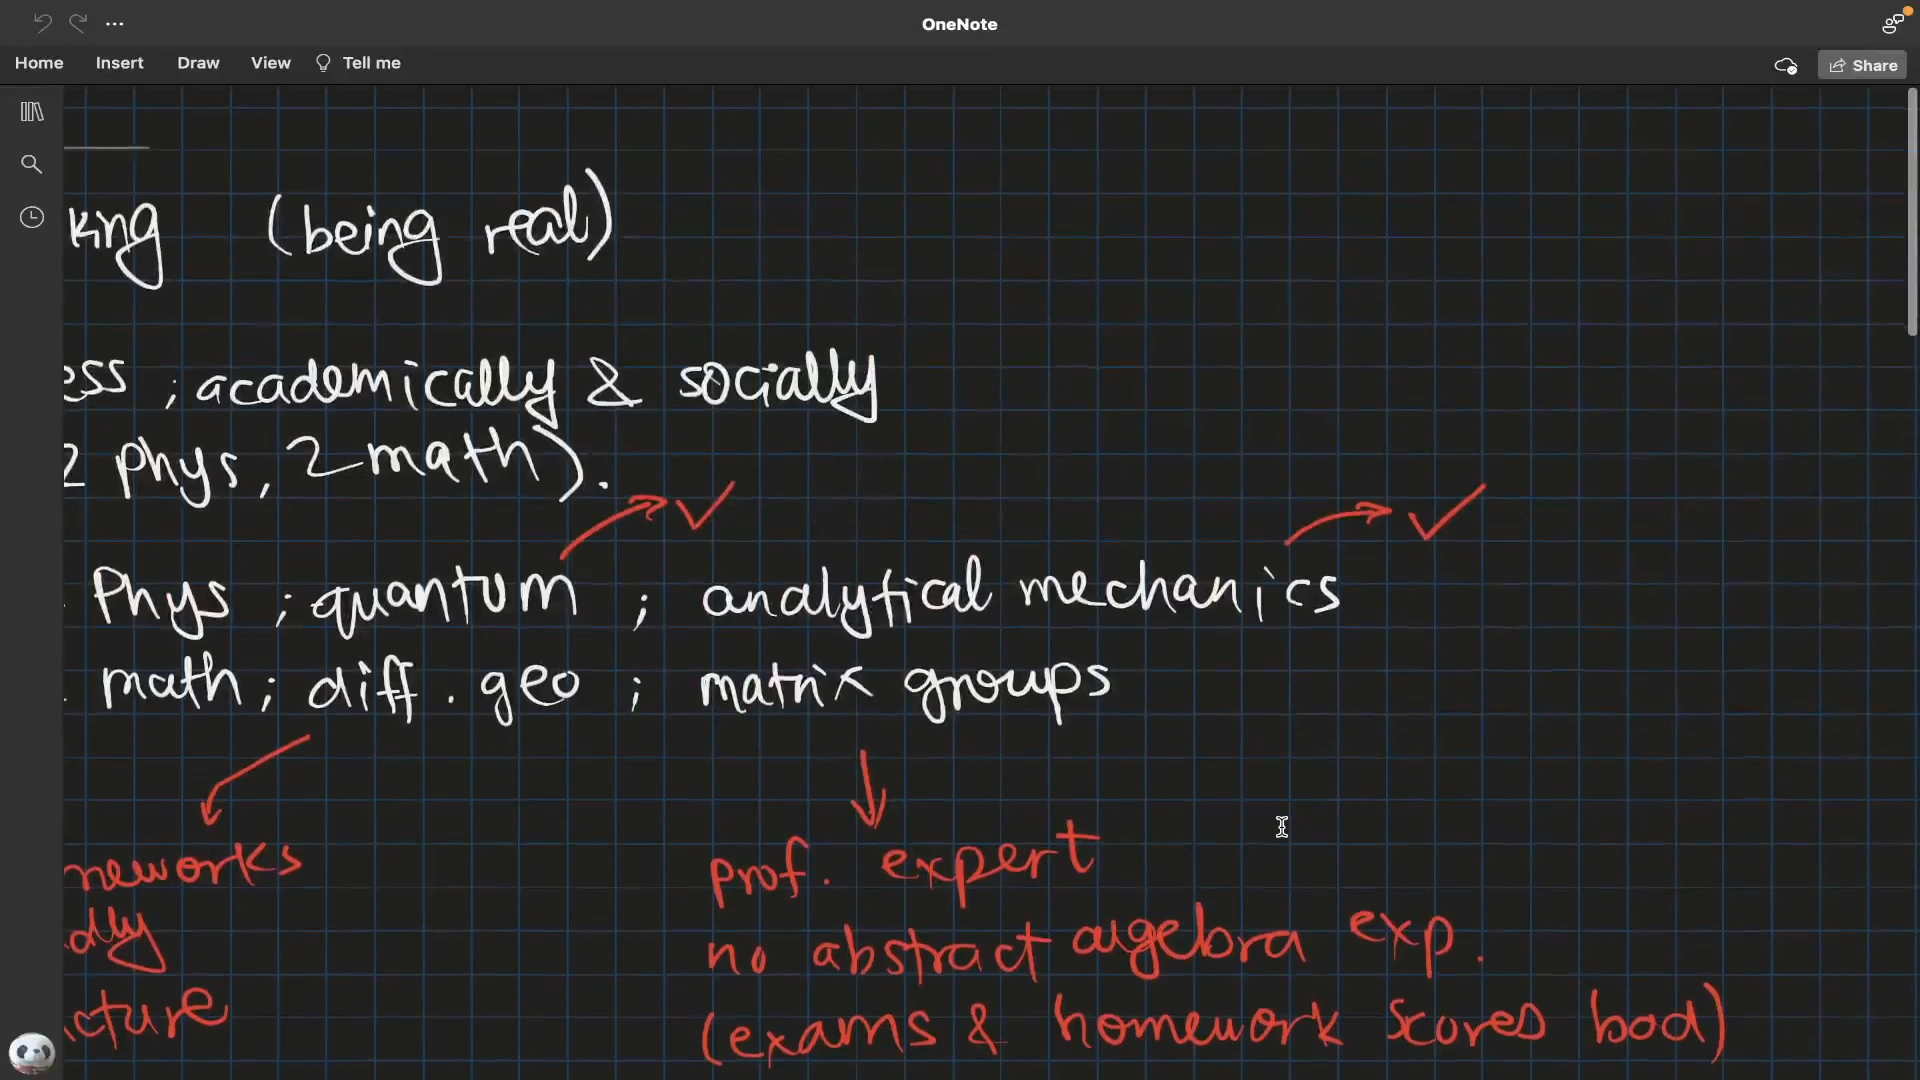 OneNote
Home Insert Draw View Tell me Share
king (being real)
ess ; academically & socially
2 phys, 2 math).
Phys ; quantum ; analytical mechanics
math ; diff. geo ; matrix groups
meworks
prof. expert
dly
no abstract algebra exp.
cture
(exams & homework scores bad)